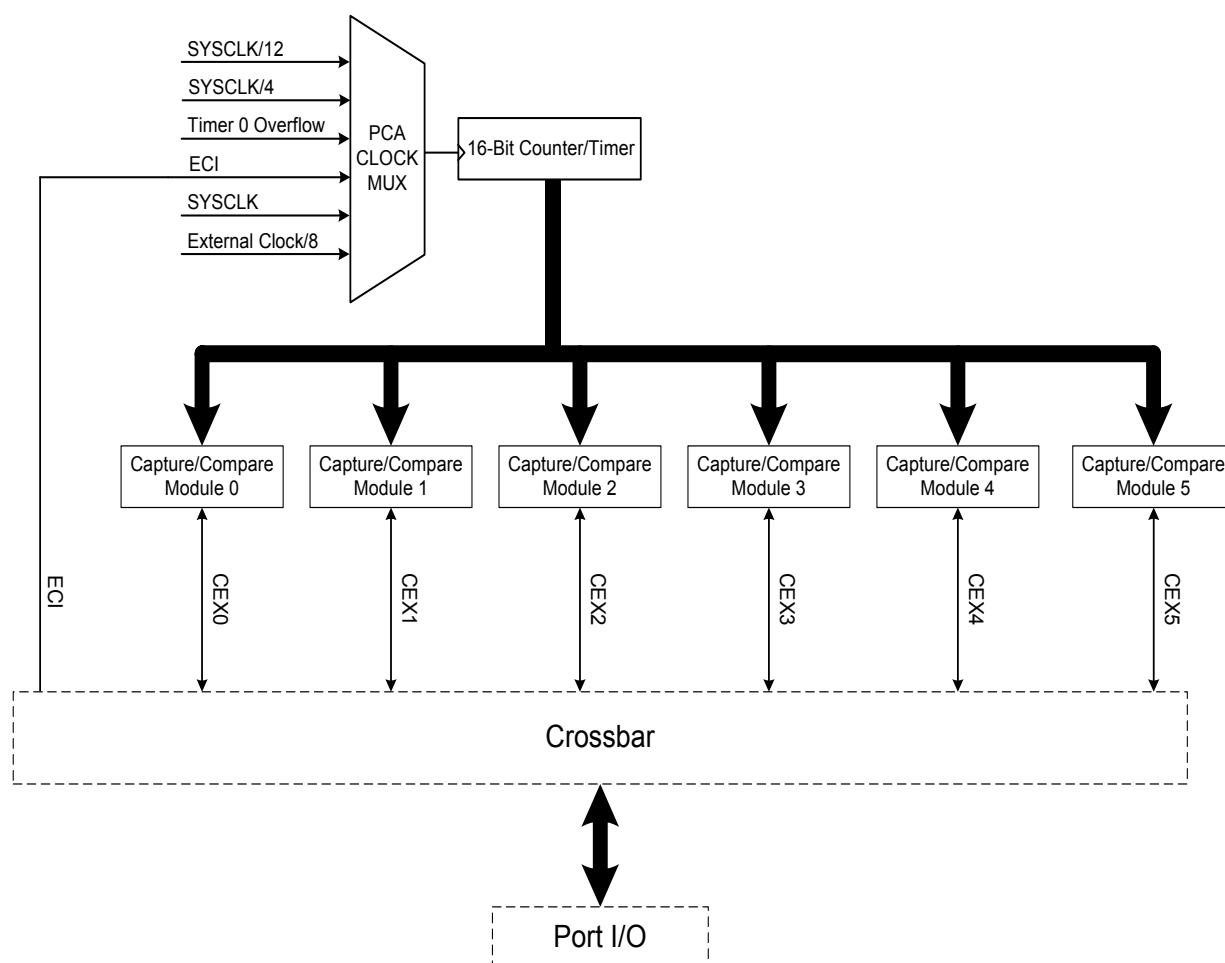 SYSCLK/12
SYSCLK/4
Timer 0 Overflow
ECI
SYSCLK
External Clock/8
PCA
CLOCK
MUX
16-Bit Counter/Timer
Capture/Compare
Module 0
Capture/Compare
Module 1
Capture/Compare
Module 2
Capture/Compare
Module 3
Capture/Compare
Module 4
Capture/Compare
Module 5
ECI
CEX0
CEX1
CEX2
CEX3
CEX4
CEX5
Crossbar
Port I/O